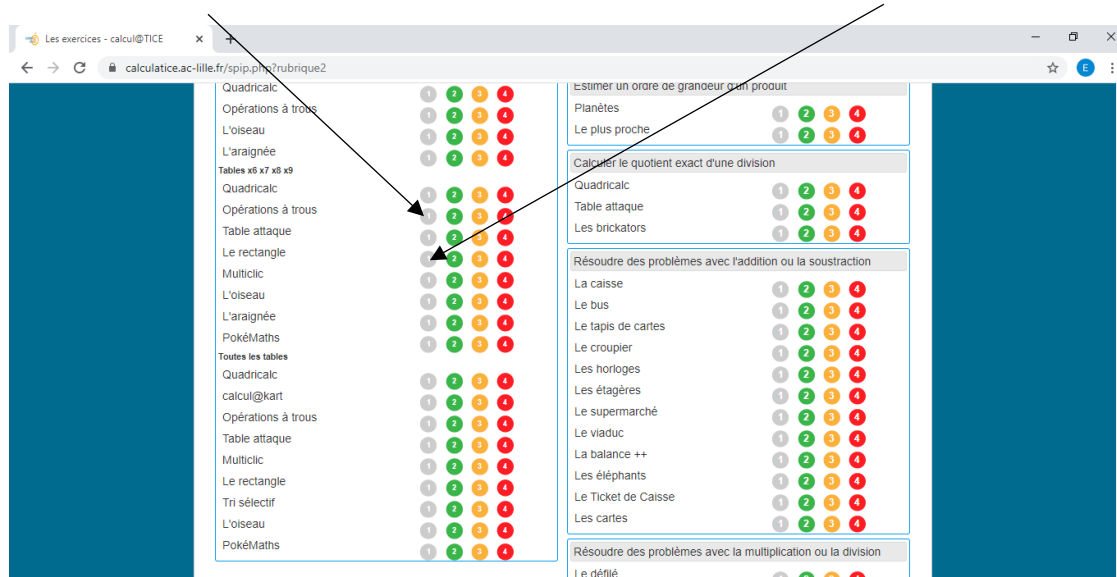 Les exercices - calcul@TICE
calculatice.ac-lille.fr/spip.php?rubrique2
E
Quadricalc 1 2 3 4
Opérations à trous 1 2 3 4
L'oiseau 1 2 3 4
L'araignée 1 2 3 4
Tables x6 x7 x8 x9
Quadricalc 1 2 3 4
Opérations à trous 1 2 3 4
Table attaque 1 2 3 4
Le rectangle 1 2 3 4
Multiclic 1 2 3 4
L'oiseau 1 2 3 4
L'araignée 1 2 3 4
PokéMaths 1 2 3 4
Toutes les tables
Quadricalc 1 2 3 4
calcul@kart 1 2 3 4
Opérations à trous 1 2 3 4
Table attaque 1 2 3 4
Multiclic 1 2 3 4
Le rectangle 1 2 3 4
Tri sélectif 1 2 3 4
L'oiseau 1 2 3 4
PokéMaths 1 2 3 4
Estimer un ordre de grandeur d'un produit
Planètes 1 2 3 4
Le plus proche 1 2 3 4
Calculer le quotient exact d'une division
Quadricalc 1 2 3 4
Table attaque 1 2 3 4
Les brickators 1 2 3 4
Résoudre des problèmes avec l'addition ou la soustraction
La caisse 1 2 3 4
Le bus 1 2 3 4
Le tapis de cartes 1 2 3 4
Le croupier 1 2 3 4
Les horloges 1 2 3 4
Les étagères 1 2 3 4
Le supermarché 1 2 3 4
Le viaduc 1 2 3 4
La balance ++ 1 2 3 4
Les éléphants 1 2 3 4
Le Ticket de Caisse 1 2 3 4
Les cartes 1 2 3 4
Résoudre des problèmes avec la multiplication ou la division
Le défilé 1 2 3 4